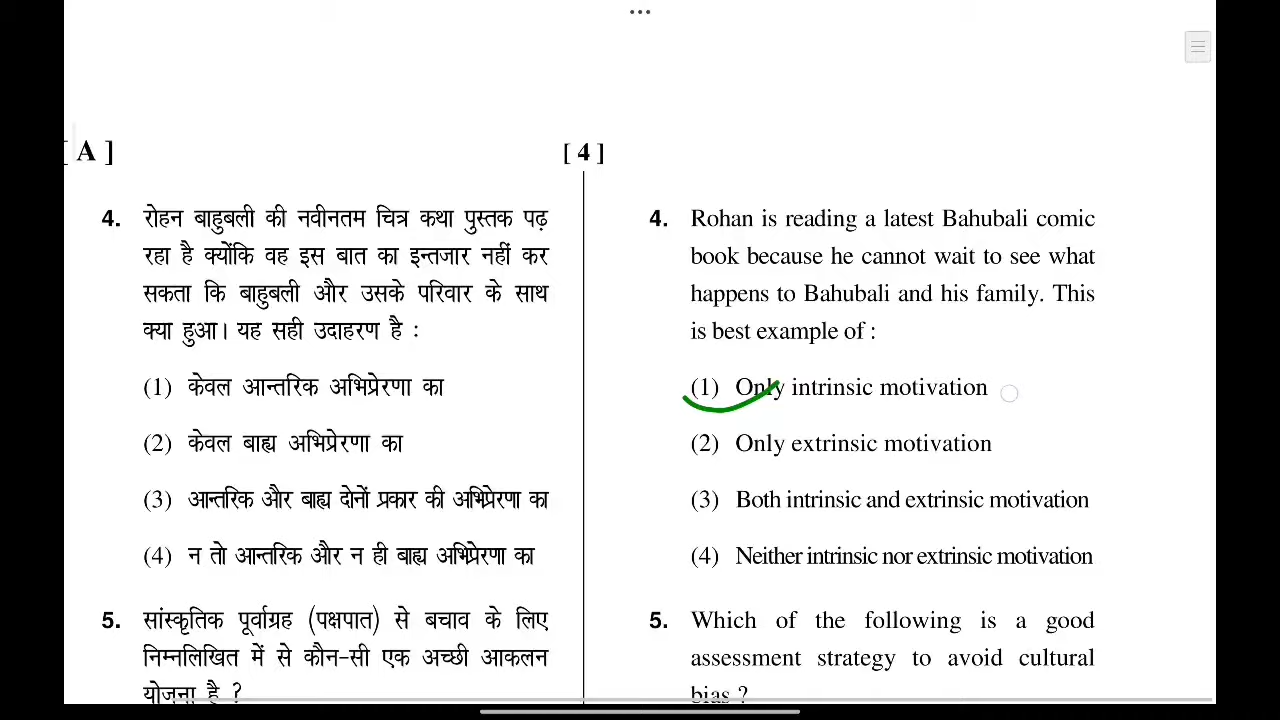 [ A ]
[ 4 ]
4. रोहन बाहुबली की नवीनतम चित्र कथा पुस्तक पढ़
रहा है क्योंकि वह इस बात का इन्तजार नहीं कर
सकता कि बाहुबली और उसके परिवार के साथ
क्या हुआ। यह सही उदाहरण है :
(1) केवल आन्तरिक अभिप्रेरणा का
(2) केवल बाह्य अभिप्रेरणा का
(3) आन्तरिक और बाह्य दोनों प्रकार की अभिप्रेरणा का
(4) न तो आन्तरिक और न ही बाह्य अभिप्रेरणा का
5. सांस्कृतिक पूर्वाग्रह (पक्षपात) से बचाव के लिए
निम्नलिखित में से कौन-सी एक अच्छी आकलन
योजना है ?
4. Rohan is reading a latest Bahubali comic
book because he cannot wait to see what
happens to Bahubali and his family. This
is best example of :
(1) Only intrinsic motivation
(2) Only extrinsic motivation
(3) Both intrinsic and extrinsic motivation
(4) Neither intrinsic nor extrinsic motivation
5. Which of the following is a good
assessment strategy to avoid cultural
bias ?